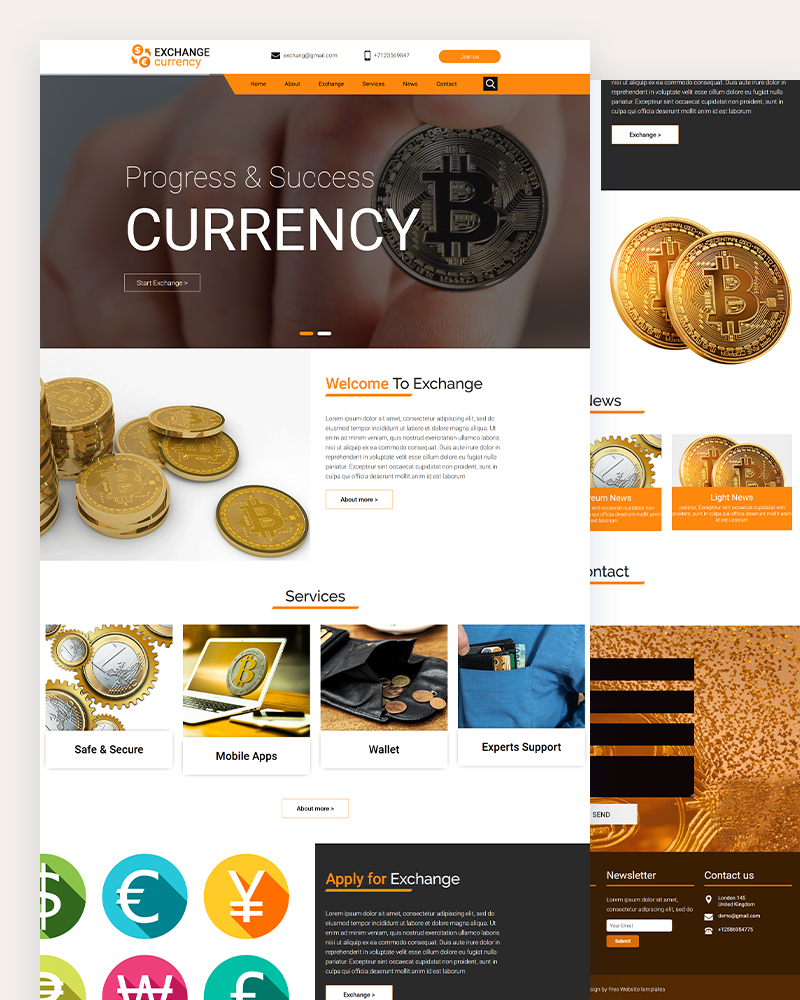 EXCHANGE
currency
exchang@gmail.com
+7123569847
Join us
Home About Exchange Services News Contact
Progress & Success
CURRENCY
Start Exchange >
Welcome To Exchange
Lorem ipsum dolor sit amet, consectetur adipiscing elit, sed do
eiusmod tempor incididunt ut labore et dolore magna aliqua. Ut
enim ad minim veniam, quis nostrud exercitation ullamco laboris
nisi ut aliquip ex ea commodo consequat. Duis aute irure dolor in
reprehenderit in voluptate velit esse cillum dolore eu fugiat nulla
pariatur. Excepteur sint occaecat cupidatat non proident, sunt in
culpa qui officia deserunt mollit anim id est laborum
About more >
Services
Safe & Secure
Mobile Apps
Wallet
Experts Support
About more >
Apply for Exchange
Lorem ipsum dolor sit amet, consectetur adipiscing elit, sed do
eiusmod tempor incididunt ut labore et dolore magna aliqua. Ut
enim ad minim veniam, quis nostrud exercitation ullamco laboris
nisi ut aliquip ex ea commodo consequat. Duis aute irure dolor in
reprehenderit in voluptate velit esse cillum dolore eu fugiat nulla
pariatur. Excepteur sint occaecat cupidatat non proident, sunt in
culpa qui officia deserunt mollit anim id est laborum
Exchange >
nisi ut aliquip ex ea commodo consequat. Duis aute irure dolor in
reprehenderit in voluptate velit esse cillum dolore eu fugiat nulla
pariatur. Excepteur sint occaecat cupidatat non proident, sunt in
culpa qui officia deserunt mollit anim id est laborum
Exchange >
News
reum News
sint occaecat cupidatat non
qui officia deserunt mollit anim
est laborum
Light News
pariatur. Excepteur sint occaecat cupidatat non
proident, sunt in culpa qui officia deserunt mollit anim
id est laborum
ontact
SEND
Newsletter
Lorem ipsum dolor sit amet,
consectetur adipiscing elit, sed do
Your Email
Submit
Contact us
London 145
United Kingdom
demo@gmail.com
+12586954775
sign by Free Website templates